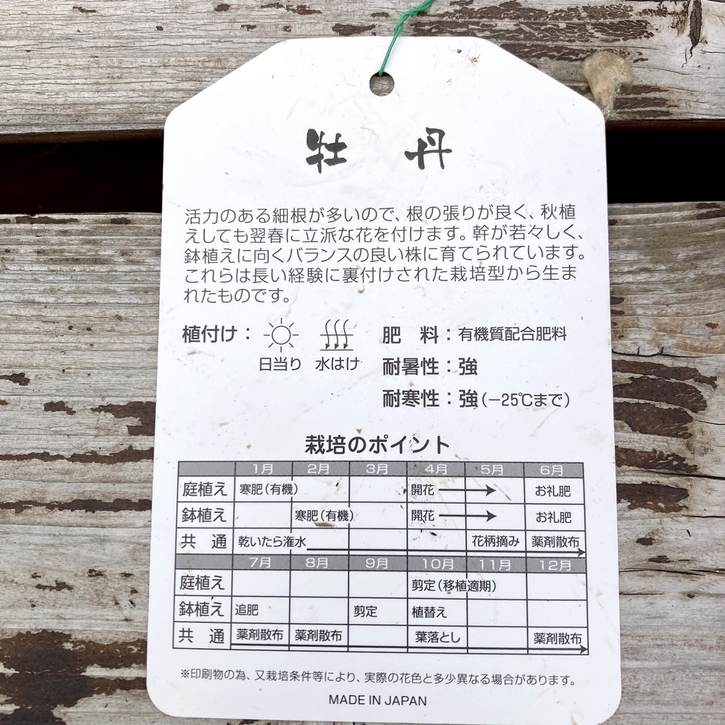 牡 丹
活力のある細根が多いので、根の張りが良く、秋植
えしても翌春に立派な花を付けます。幹が若々しく、
鉢植えに向くバランスの良い株に育てられています。
これらは長い経験に裏付けされた栽培型から生ま
れたものです。
植付け： 日当り 水はけ
肥 料：有機質配合肥料
耐暑性：強
耐寒性：強(−25℃まで)
栽培のポイント
1月 2月 3月 4月 5月 6月
庭植え 寒肥(有機) 開花 お礼肥
鉢植え 寒肥(有機) 開花 お礼肥
共 通 乾いたら潅水 花柄摘み 薬剤散布
7月 8月 9月 10月 11月 12月
庭植え 剪定(移植適期)
鉢植え 追肥 剪定 植替え
共 通 薬剤散布 薬剤散布 葉落とし 薬剤散布
※印刷物の為、又栽培条件等により、実際の花色と多少異なる場合があります。
MADE IN JAPAN